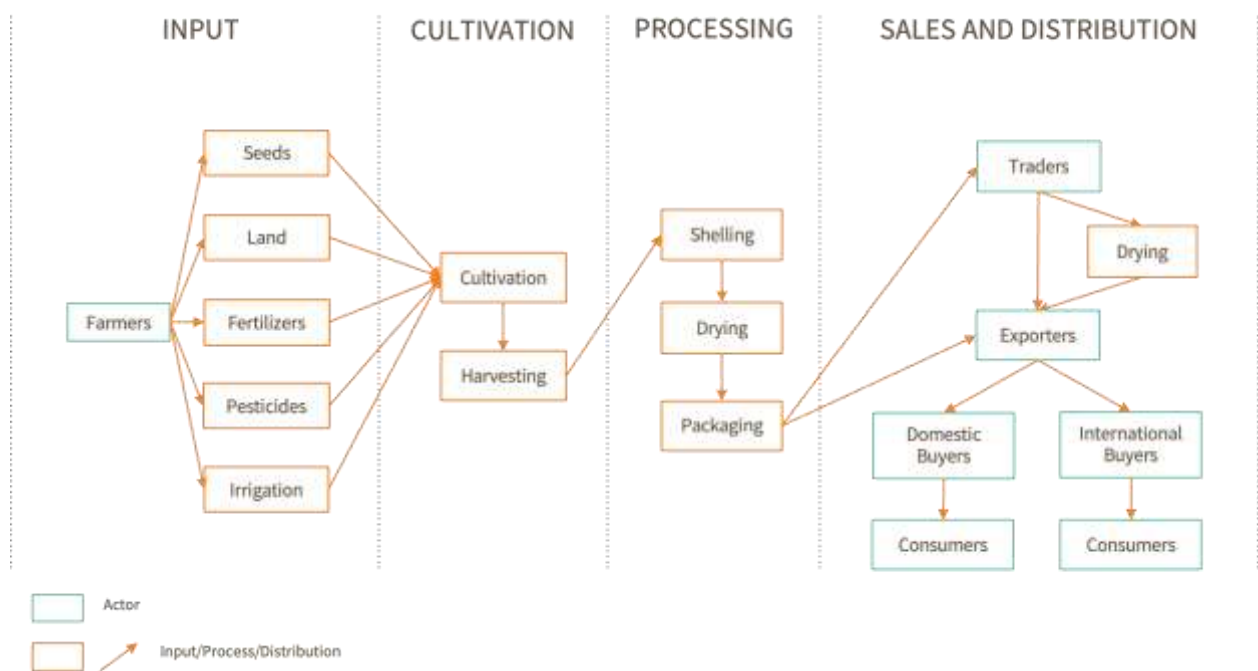 INPUT
CULTIVATION
PROCESSING
SALES AND DISTRIBUTION
Farmers
Seeds
Land
Fertilizers
Pesticides
Irrigation
Cultivation
Harvesting
Shelling
Drying
Packaging
Traders
Drying
Exporters
Domestic
Buyers
International
Buyers
Consumers
Consumers
Actor
Input/Process/Distribution